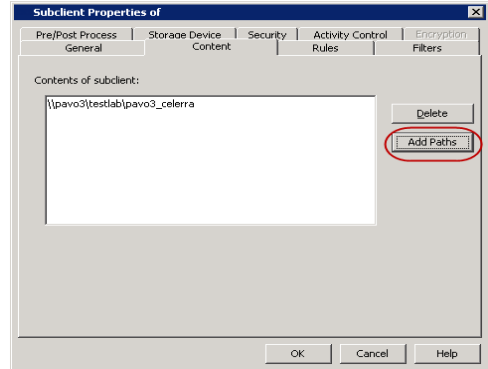 Subclient Properties of
Pre/Post Process Storage Device Security Activity Control Encryption
General Content Rules Filters
Contents of subclient:
\\pavo3\testlab\pavo3_celerra
Delete
Add Paths
OK Cancel Help